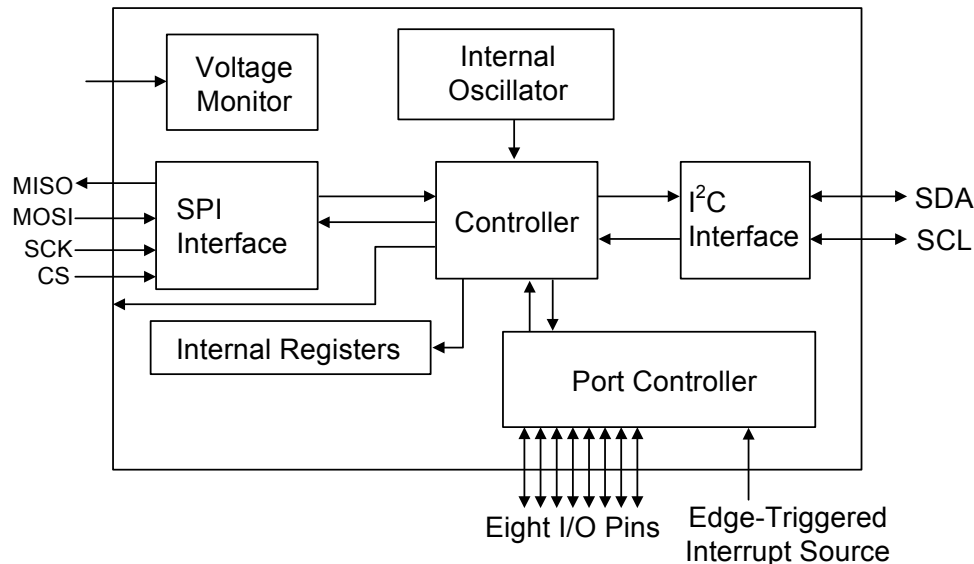 Voltage
Monitor
Internal
Oscillator
MISO
MOSI
SCK
CS
SPI
Interface
Controller
I²C
Interface
SDA
SCL
Internal Registers
Port Controller
Eight I/O Pins
Edge-Triggered
Interrupt Source